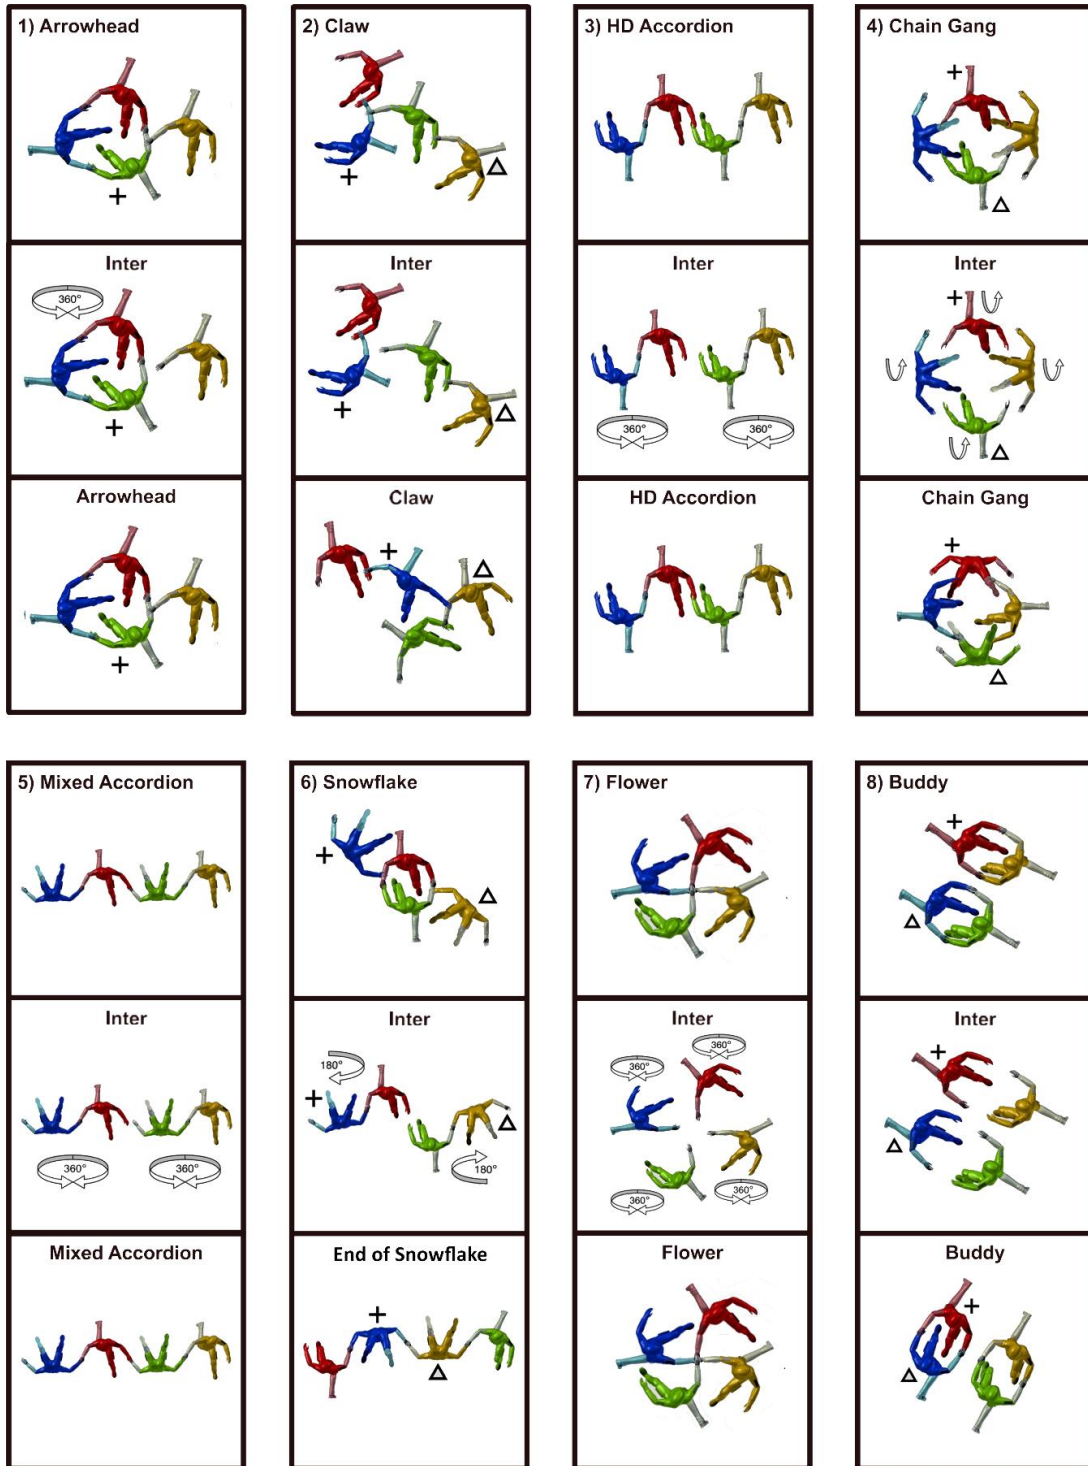 1) Arrowhead
Inter
360°
Arrowhead
2) Claw
Inter
Claw
3) HD Accordion
Inter
360°
360°
HD Accordion
4) Chain Gang
Inter
Chain Gang
5) Mixed Accordion
Inter
360°
360°
Mixed Accordion
6) Snowflake
Inter
180°
180°
End of Snowflake
7) Flower
Inter
360°
360°
360°
360°
Flower
8) Buddy
Inter
Buddy